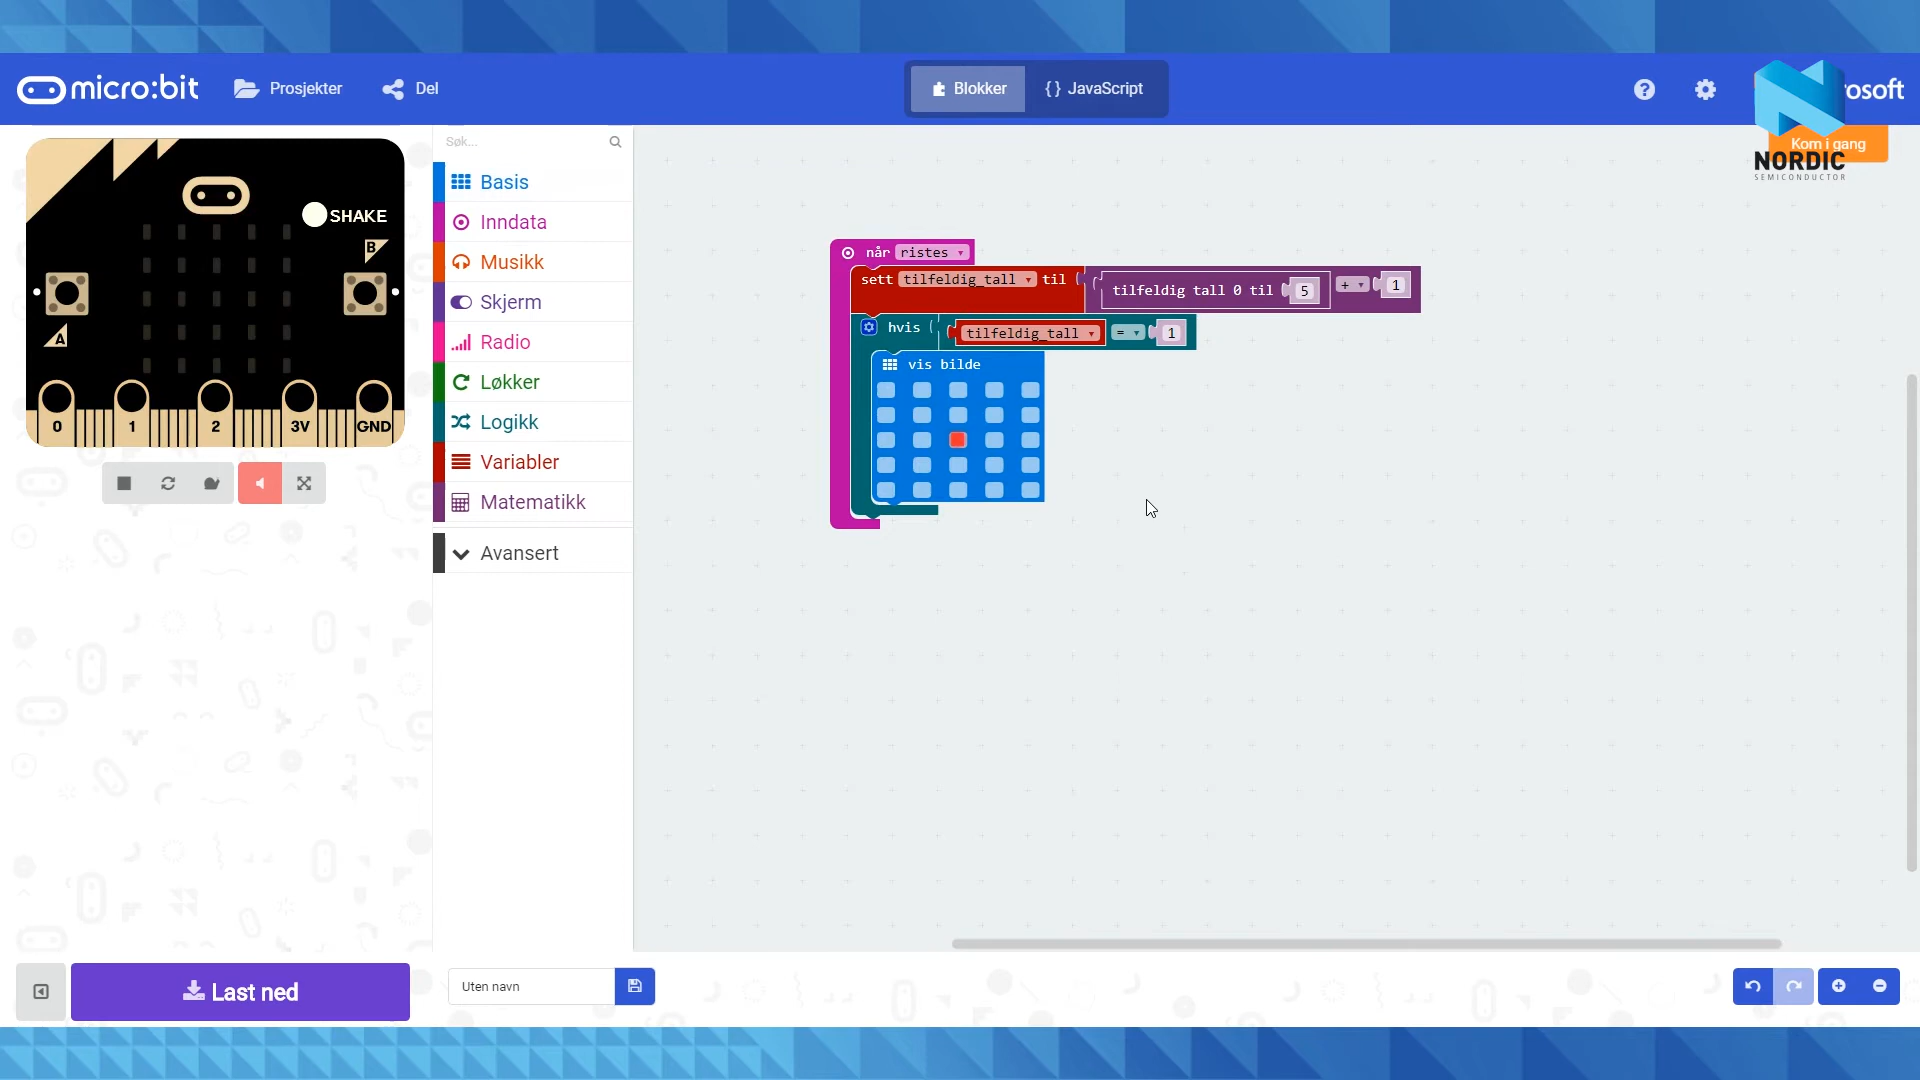 micro:bit
Prosjekter
Del
Blokker
{ } JavaScript
osoft
Kom i gang
NORDIC
SEMICONDUCTOR
SHAKE
B
A
0 1 2 3V GND
Søk...
Basis
Inndata
Musikk
Skjerm
Radio
Løkker
Logikk
Variabler
Matematikk
Avansert
når ristes
sett tilfeldig_tall til tilfeldig tall 0 til 5 + 1
hvis tilfeldig_tall = 1
vis bilde
Last ned
Uten navn